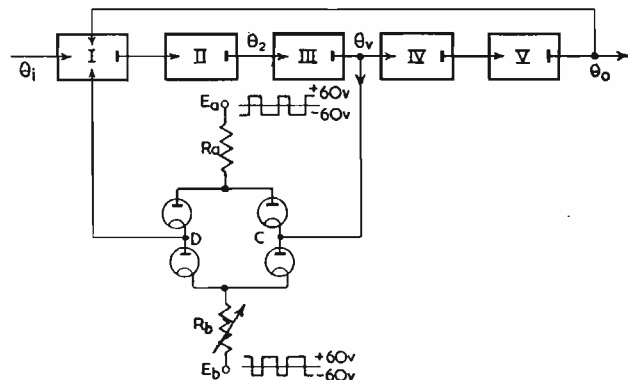 I II III IV V
θi θ2 θv θo
Ea +60v
−60v
Ra
D C
Rb
Eb +60v
−60v